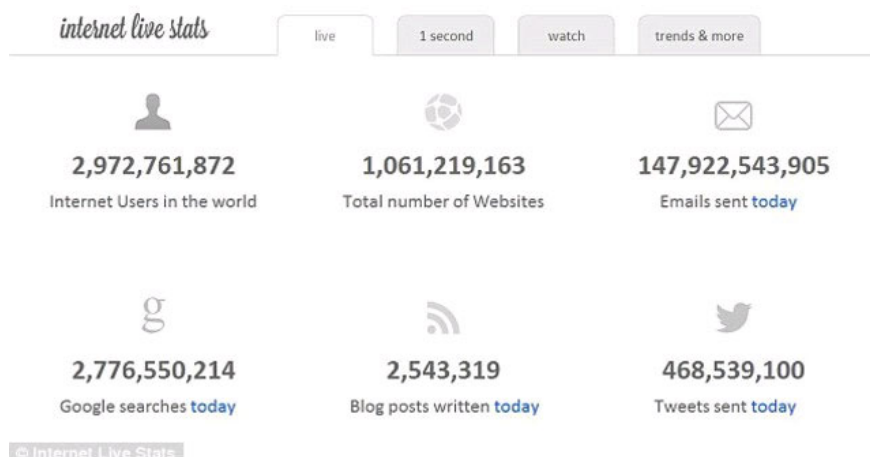 internet live stats
live
1 second
watch
trends & more
2,972,761,872
Internet Users in the world
1,061,219,163
Total number of Websites
147,922,543,905
Emails sent today
g
2,776,550,214
Google searches today
2,543,319
Blog posts written today
468,539,100
Tweets sent today
© Internet Live Stats